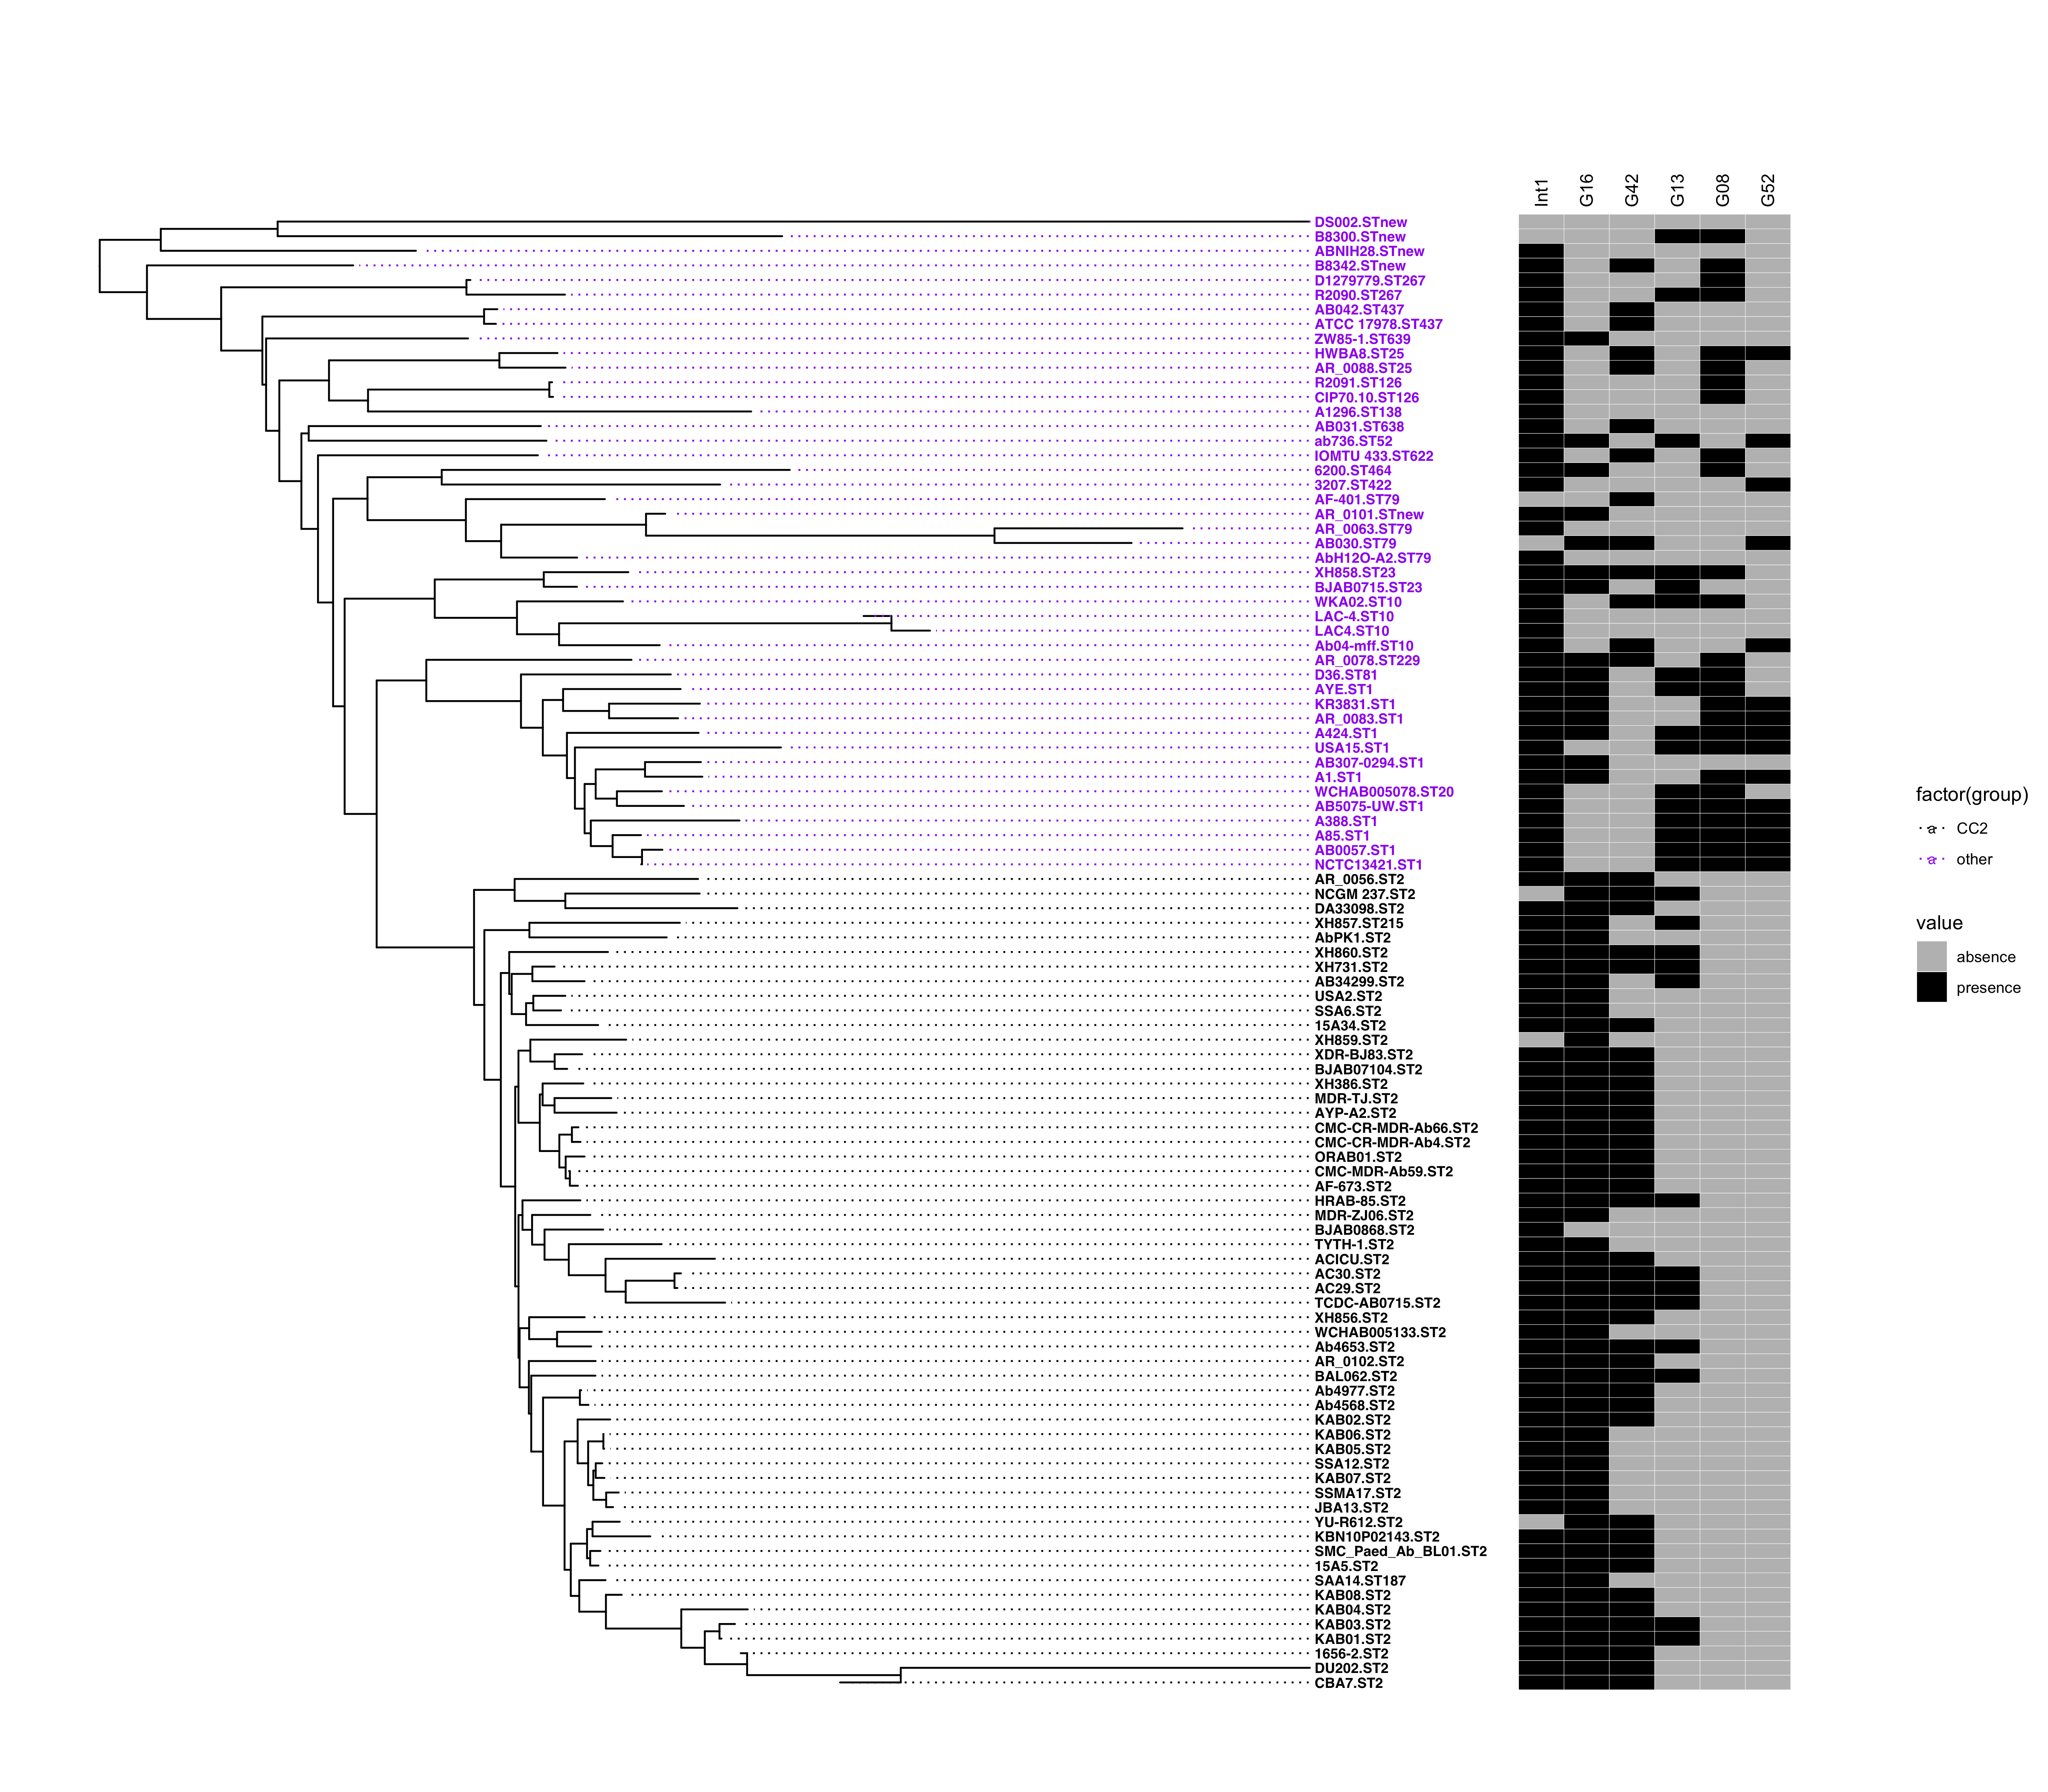 Int1 G16 G42 G13 G08 G52
DS002.STnew
B8300.STnew
ABNIH28.STnew
B8342.STnew
D1279779.ST267
R2090.ST267
AB042.ST437
ATCC 17978.ST437
ZW85-1.ST639
HWBA8.ST25
AR_0088.ST25
R2091.ST126
CIP70.10.ST126
A1296.ST138
AB031.ST638
ab736.ST52
IOMTU 433.ST622
6200.ST464
3207.ST422
AF-401.ST79
AR_0101.STnew
AR_0063.ST79
AB030.ST79
AbH12O-A2.ST79
XH858.ST23
BJAB0715.ST23
WKA02.ST10
LAC-4.ST10
LAC4.ST10
Ab04-mff.ST10
AR_0078.ST229
D36.ST81
AYE.ST1
KR3831.ST1
AR_0083.ST1
A424.ST1
USA15.ST1
AB307-0294.ST1
A1.ST1
WCHAB005078.ST20
AB5075-UW.ST1
A388.ST1
A85.ST1
AB0057.ST1
NCTC13421.ST1
AR_0056.ST2
NCGM 237.ST2
DA33098.ST2
XH857.ST215
AbPK1.ST2
XH860.ST2
XH731.ST2
AB34299.ST2
USA2.ST2
SSA6.ST2
15A34.ST2
XH859.ST2
XDR-BJ83.ST2
BJAB07104.ST2
XH386.ST2
MDR-TJ.ST2
AYP-A2.ST2
CMC-CR-MDR-Ab66.ST2
CMC-CR-MDR-Ab4.ST2
ORAB01.ST2
CMC-MDR-Ab59.ST2
AF-673.ST2
HRAB-85.ST2
MDR-ZJ06.ST2
BJAB0868.ST2
TYTH-1.ST2
ACICU.ST2
AC30.ST2
AC29.ST2
TCDC-AB0715.ST2
XH856.ST2
WCHAB005133.ST2
Ab4653.ST2
AR_0102.ST2
BAL062.ST2
Ab4977.ST2
Ab4568.ST2
KAB02.ST2
KAB06.ST2
KAB05.ST2
SSA12.ST2
KAB07.ST2
SSMA17.ST2
JBA13.ST2
YU-R612.ST2
KBN10P02143.ST2
SMC_Paed_Ab_BL01.ST2
15A5.ST2
SAA14.ST187
KAB08.ST2
KAB04.ST2
KAB03.ST2
KAB01.ST2
1656-2.ST2
DU202.ST2
CBA7.ST2
factor(group)
a CC2
a other
value
absence
presence